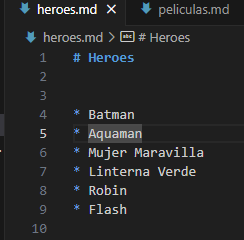 heroes.md peliculas.md
heroes.md > # Heroes
1 # Heroes
2
3
4 * Batman
5 * Aquaman
6 * Mujer Maravilla
7 * Linterna Verde
8 * Robin
9 * Flash
10